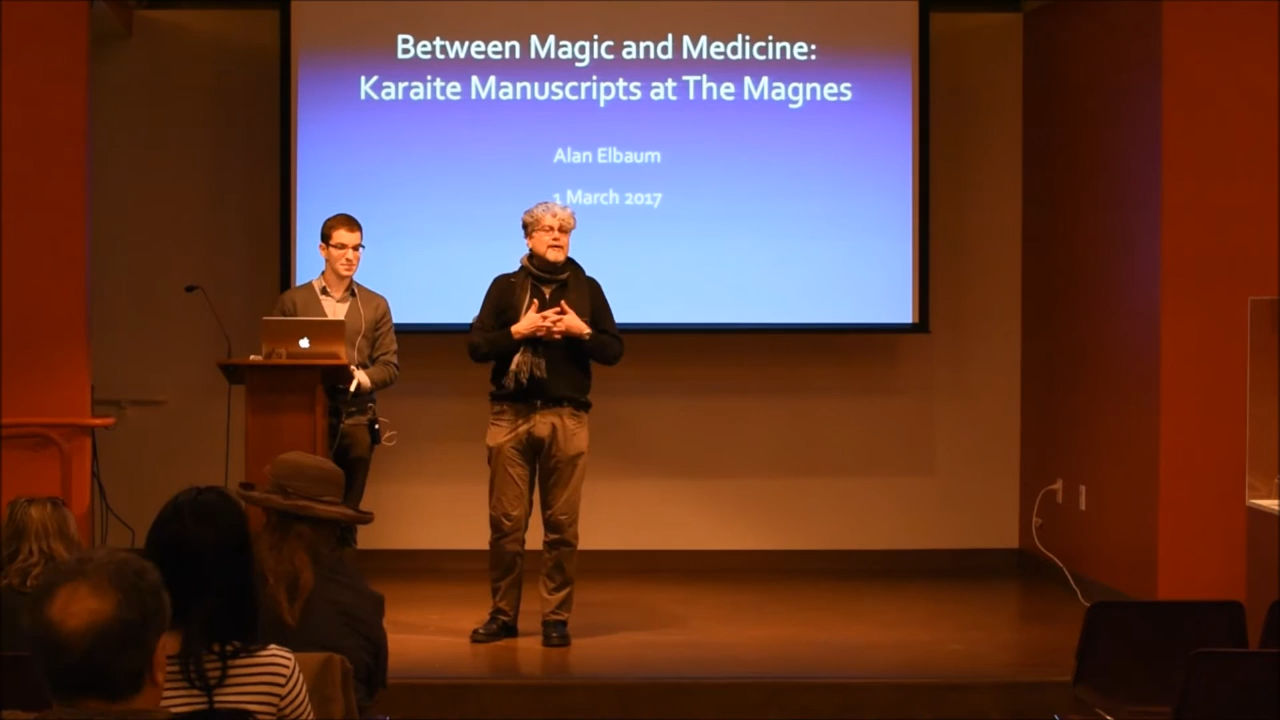 Between Magic and Medicine:
Karaite Manuscripts at The Magnes
Alan Elbaum
1 March 2017